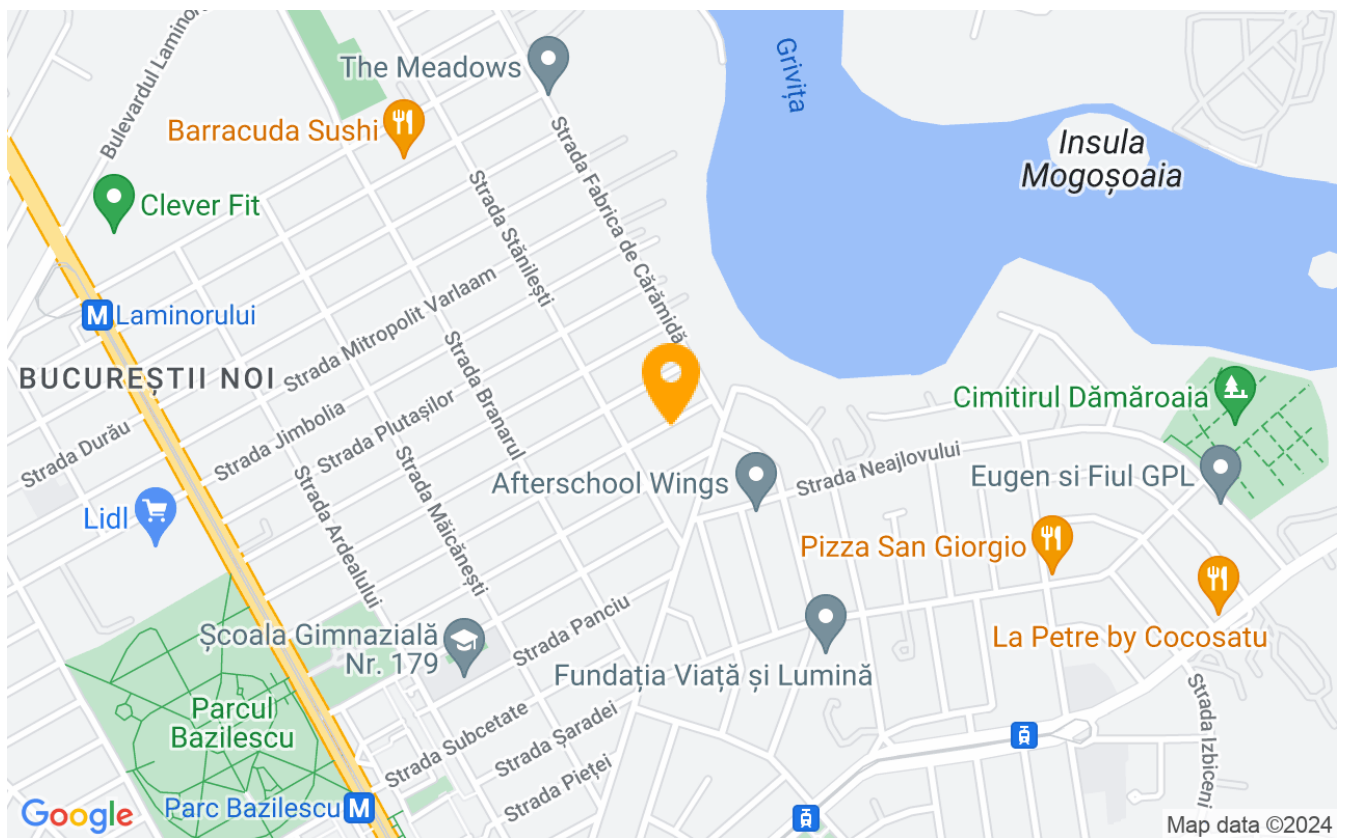 Bulevardul Laminor
The Meadows
Grivița
Barracuda Sushi
Insula
Mogoșoaia
Clever Fit
Strada Fabrica de Cărămidă
Strada Stănilești
Strada Mitropolit Varlaam
M Laminorului
BUCUREȘTII NOI
Strada Branarul
Cimitirul Dămăroaia
Strada Durău
Strada Jimbolia
Strada Plutașilor
Strada Neajlovului
Afterschool Wings
Eugen si Fiul GPL
Lidl
Strada Ardealului
Strada Măicănești
Pizza San Giorgio
Școala Gimnazială
Nr. 179
Strada Panciu
La Petre by Cocosatu
Fundația Viață și Lumină
Parcul
Bazilescu
Strada Subcetate
Strada Șaradei
Strada Pieței
Strada Izbiceni
Parc Bazilescu M
Google
Map data ©2024